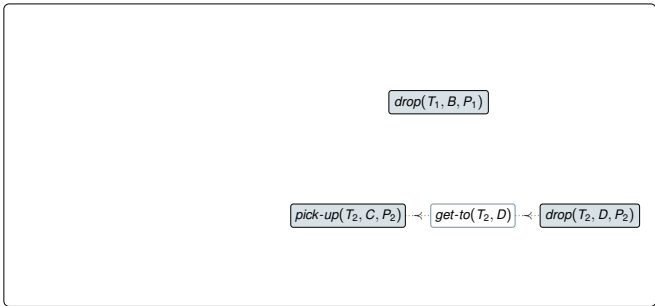 drop(T₁, B, P₁)
pick-up(T₂, C, P₂) ≺ get-to(T₂, D) ≺ drop(T₂, D, P₂)